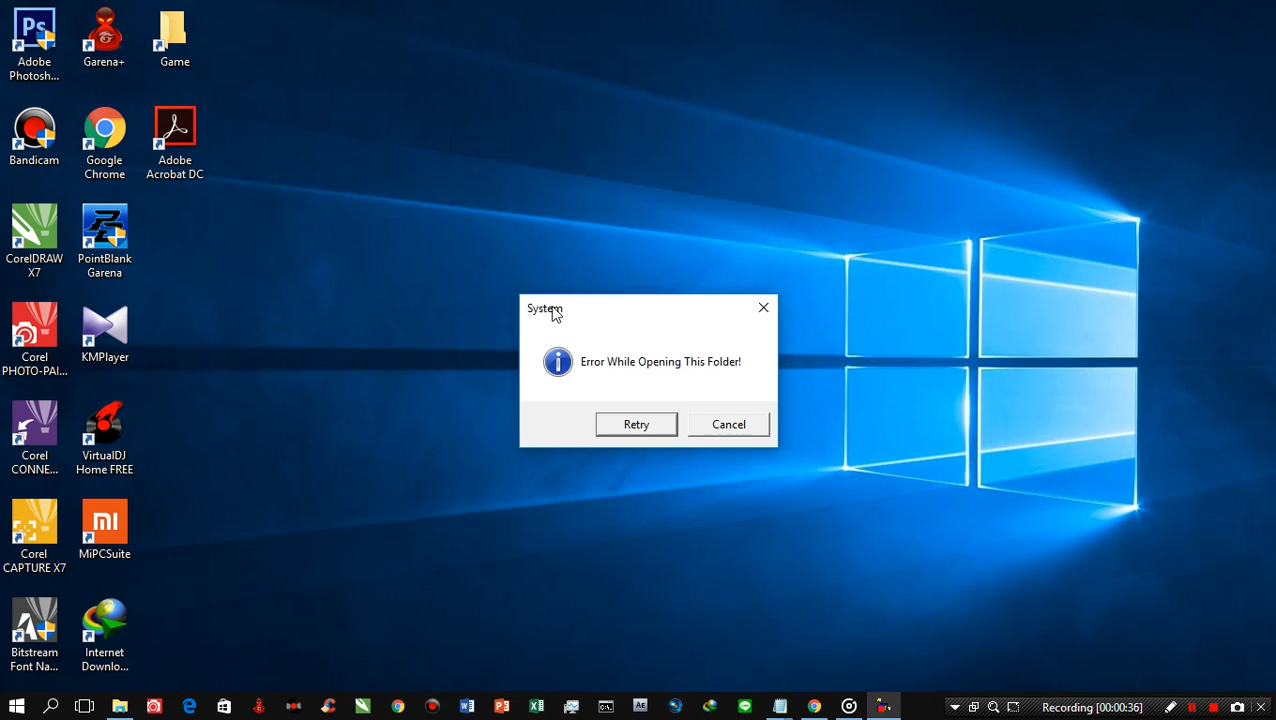 Ps
Adobe
Photosh...
Garena+
Game
Bandicam
Google
Chrome
Adobe
Acrobat DC
CorelDRAW
X7
PointBlank
Garena
Corel
PHOTO-PAI...
KMPlayer
Corel
CONNE...
VirtualDJ
Home FREE
Corel
CAPTURE X7
MiPCSuite
Bitstream
Font Na...
Internet
Downlo...
System
Error While Opening This Folder!
Retry
Cancel
Recording [00:00:36]